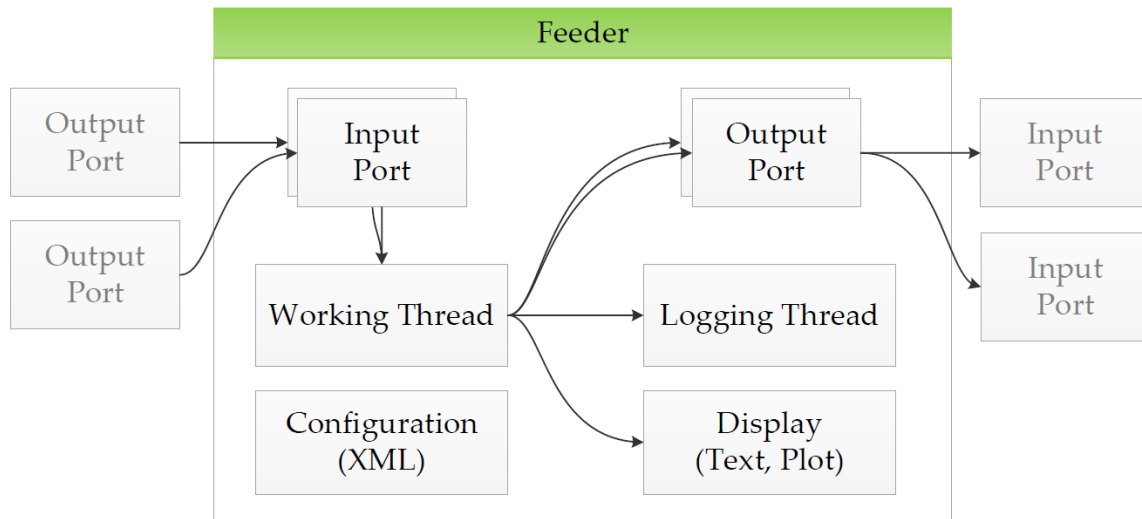 Feeder
Output
Port
Output
Port
Input
Port
Output
Port
Input
Port
Input
Port
Working Thread
Logging Thread
Configuration
(XML)
Display
(Text, Plot)